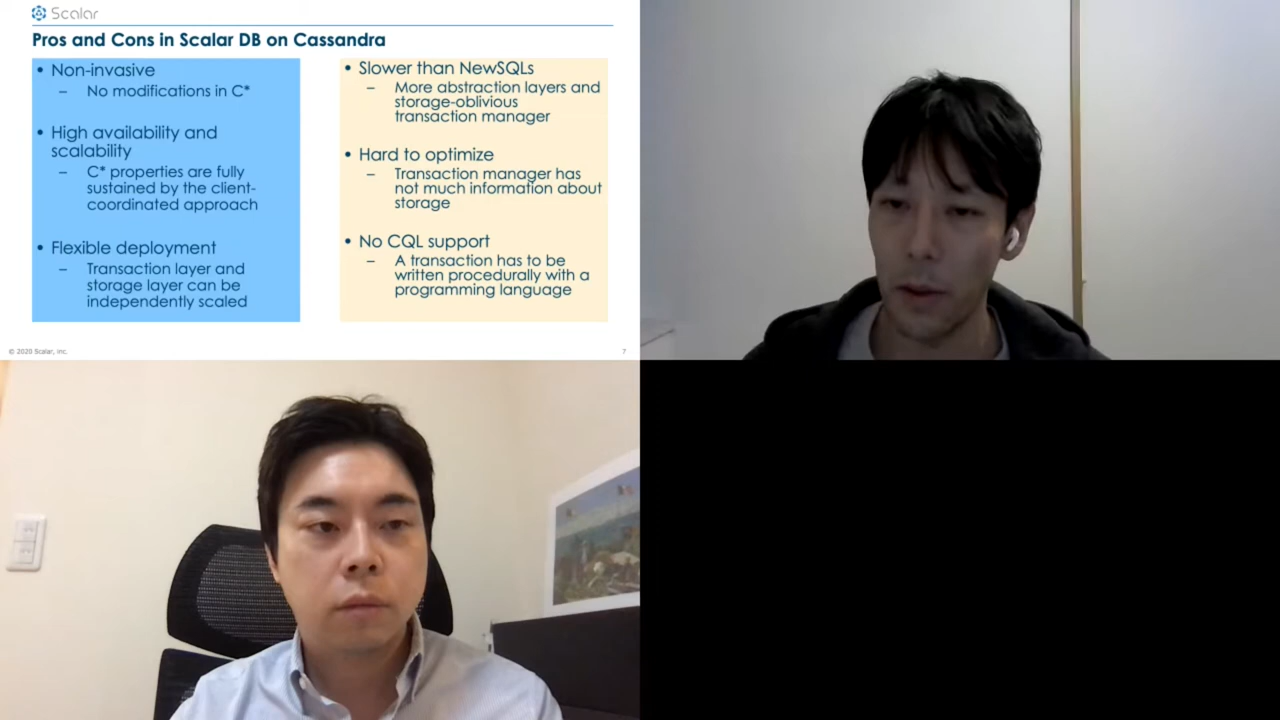 Scalar
Pros and Cons in Scalar DB on Cassandra
• Non-invasive
– No modifications in C*
• High availability and
scalability
– C* properties are fully
sustained by the client-
coordinated approach
• Flexible deployment
– Transaction layer and
storage layer can be
independently scaled
• Slower than NewSQLs
– More abstraction layers and
storage-oblivious
transaction manager
• Hard to optimize
– Transaction manager has
not much information about
storage
• No CQL support
– A transaction has to be
written procedurally with a
programming language
© 2020 Scalar, inc.
7